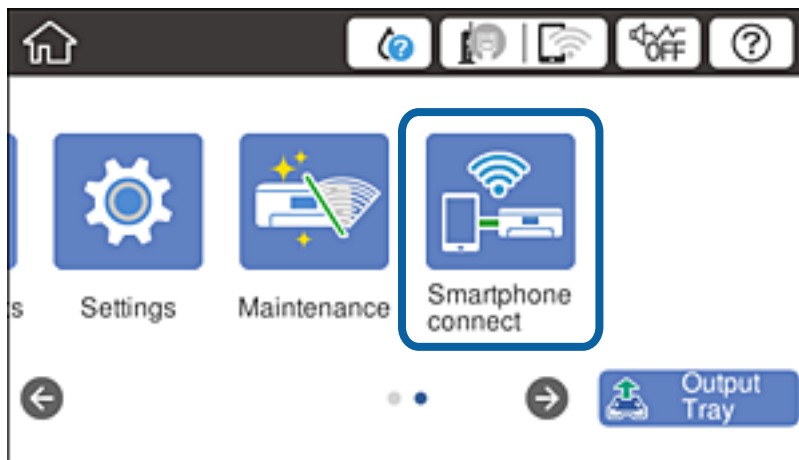 ?
OFF
?
s
Settings
Maintenance
Smartphone
connect
Output
Tray